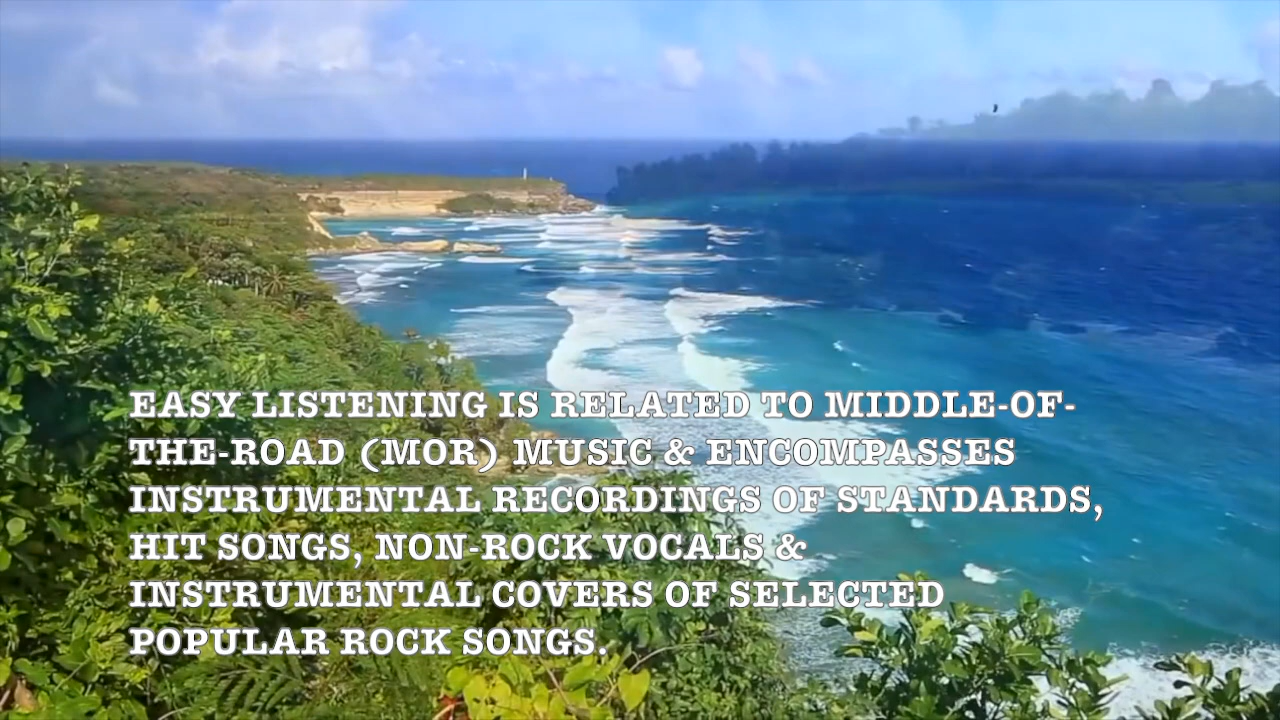 EASY LISTENING IS RELATED TO MIDDLE-OF-
THE-ROAD (MOR) MUSIC & ENCOMPASSES
INSTRUMENTAL RECORDINGS OF STANDARDS,
HIT SONGS, NON-ROCK VOCALS &
INSTRUMENTAL COVERS OF SELECTED
POPULAR ROCK SONGS.